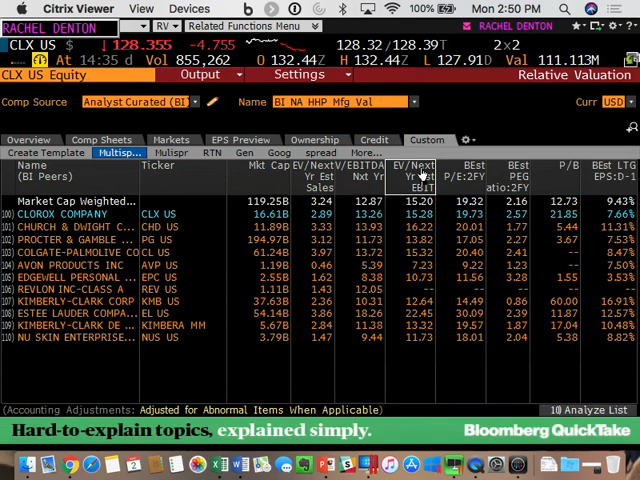 Citrix Viewer View Devices 100% Mon 2:50 PM
RACHEL DENTON RV Related Functions Menu RACHEL DENTON
CLX US $ 128.355 -4.755 128.32/128.39T 2x2
At 14:35 d Vol 855,262 O 132.44Z H 132.44Z L 127.91D Val 111.113M
CLX US Equity Output Settings Relative Valuation
Comp Source Analyst Curated (BI) Name BI NA HHP Mfg Val Curr USD
Overview Comp Sheets Markets EPS Preview Ownership Credit Custom
Create Template Multisp... Mulispr RTN Gen Goog spread More...
Name Ticker Mkt Cap EV/Next V/EBITDA EV/Next BEst BEst P/B BEst LTG
(BI Peers) Yr Est Nxt Yr Yr Est P/E:2FY PEG EPS:D-1
Sales EBIT atio:2FY
Market Cap Weighted... 119.25B 3.24 12.87 15.20 19.32 2.16 12.73 9.43%
100) CLOROX COMPANY CLX US 16.61B 2.89 13.26 15.28 19.73 2.57 21.85 7.66%
101) CHURCH & DWIGHT C... CHD US 11.89B 3.33 13.93 16.22 20.01 1.77 5.44 9.31%
102) PROCTER & GAMBLE ... PG US 194.97B 3.12 11.73 13.82 17.05 2.07 3.67 7.53%
103) COLGATE-PALMOLIVE CO CL US 61.24B 3.97 13.72 15.32 20.40 2.41 -- 8.47%
104) AVON PRODUCTS INC AVP US 1.19B 0.46 5.39 7.23 9.22 1.23 -- 7.50%
105) EDGEWELL PERSONAL ... EPC US 2.55B 1.62 8.38 10.73 11.56 3.28 1.55 3.53%
106) REVLON INC-CLASS A REV US 1.11B 1.43 12.05 -- -- -- -- --
107) KIMBERLY-CLARK CORP KMB US 37.63B 2.36 10.31 12.64 14.49 0.86 60.00 16.91%
108) ESTEE LAUDER COMPA... EL US 54.14B 3.86 18.26 22.45 30.09 2.39 11.87 12.57%
109) KIMBERLY-CLARK DE ... KIMBERA MM 5.67B 2.84 11.38 13.32 19.57 1.87 17.04 10.48%
110) NU SKIN ENTERPRISE... NUS US 3.79B 1.47 9.44 11.73 18.01 2.04 5.38 8.82%
(Accounting Adjustments: Adjusted for Abnormal Items When Applicable) 10) Analyze List
Hard-to-explain topics, explained simply. Bloomberg QuickTake